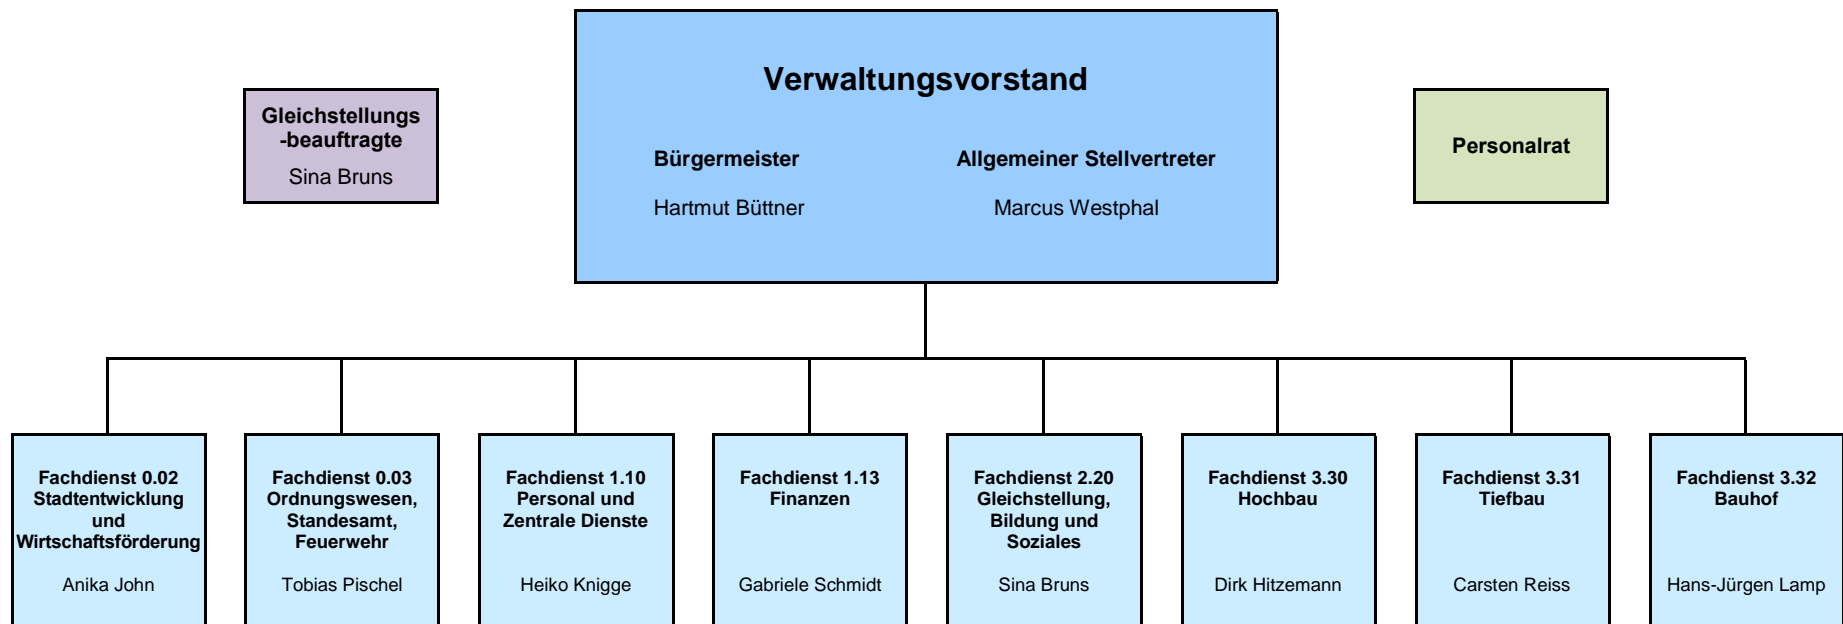 Verwaltungsvorstand
Bürgermeister
Hartmut Büttner
Allgemeiner Stellvertreter
Marcus Westphal
Gleichstellungs
-beauftragte
Sina Bruns
Personalrat
Fachdienst 0.02
Stadtentwicklung
und
Wirtschaftsförderung
Anika John
Fachdienst 0.03
Ordnungswesen,
Standesamt,
Feuerwehr
Tobias Pischel
Fachdienst 1.10
Personal und
Zentrale Dienste
Heiko Knigge
Fachdienst 1.13
Finanzen
Gabriele Schmidt
Fachdienst 2.20
Gleichstellung,
Bildung und
Soziales
Sina Bruns
Fachdienst 3.30
Hochbau
Dirk Hitzemann
Fachdienst 3.31
Tiefbau
Carsten Reiss
Fachdienst 3.32
Bauhof
Hans-Jürgen Lamp